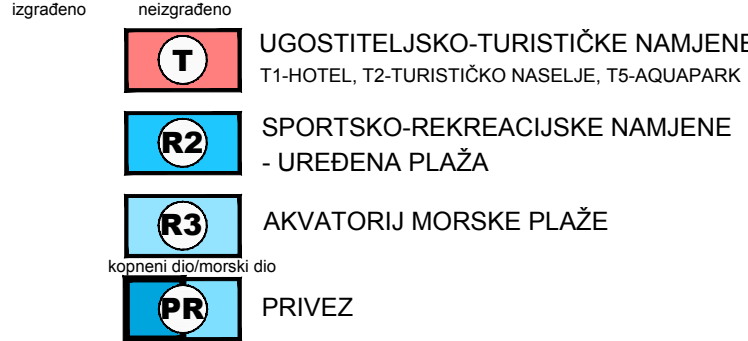 izgrađeno neizgrađeno
T UGOSTITELJSKO-TURISTIČKE NAMJENE
T1-HOTEL, T2-TURISTIČKO NASELJE, T5-AQUAPARK
R2 SPORTSKO-REKREACIJSKE NAMJENE
- UREĐENA PLAŽA
R3 AKVATORIJ MORSKE PLAŽE
kopneni dio/morski dio
PR PRIVEZ